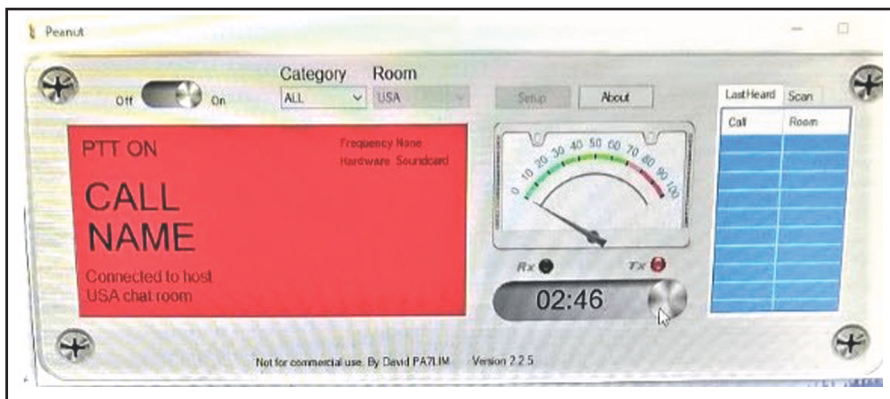 Peanut
Category Room
Off On ALL USA Setup About LastHeard Scan
Call Room
PTT ON
Frequency None
Hardware Soundcard
CALL
NAME
Connected to host
USA chat room
0 10 20 30 40 50 60 70 80 90 100
Rx Tx
02:46
Not for commercial use. By David PA7LIM Version 2.2.5